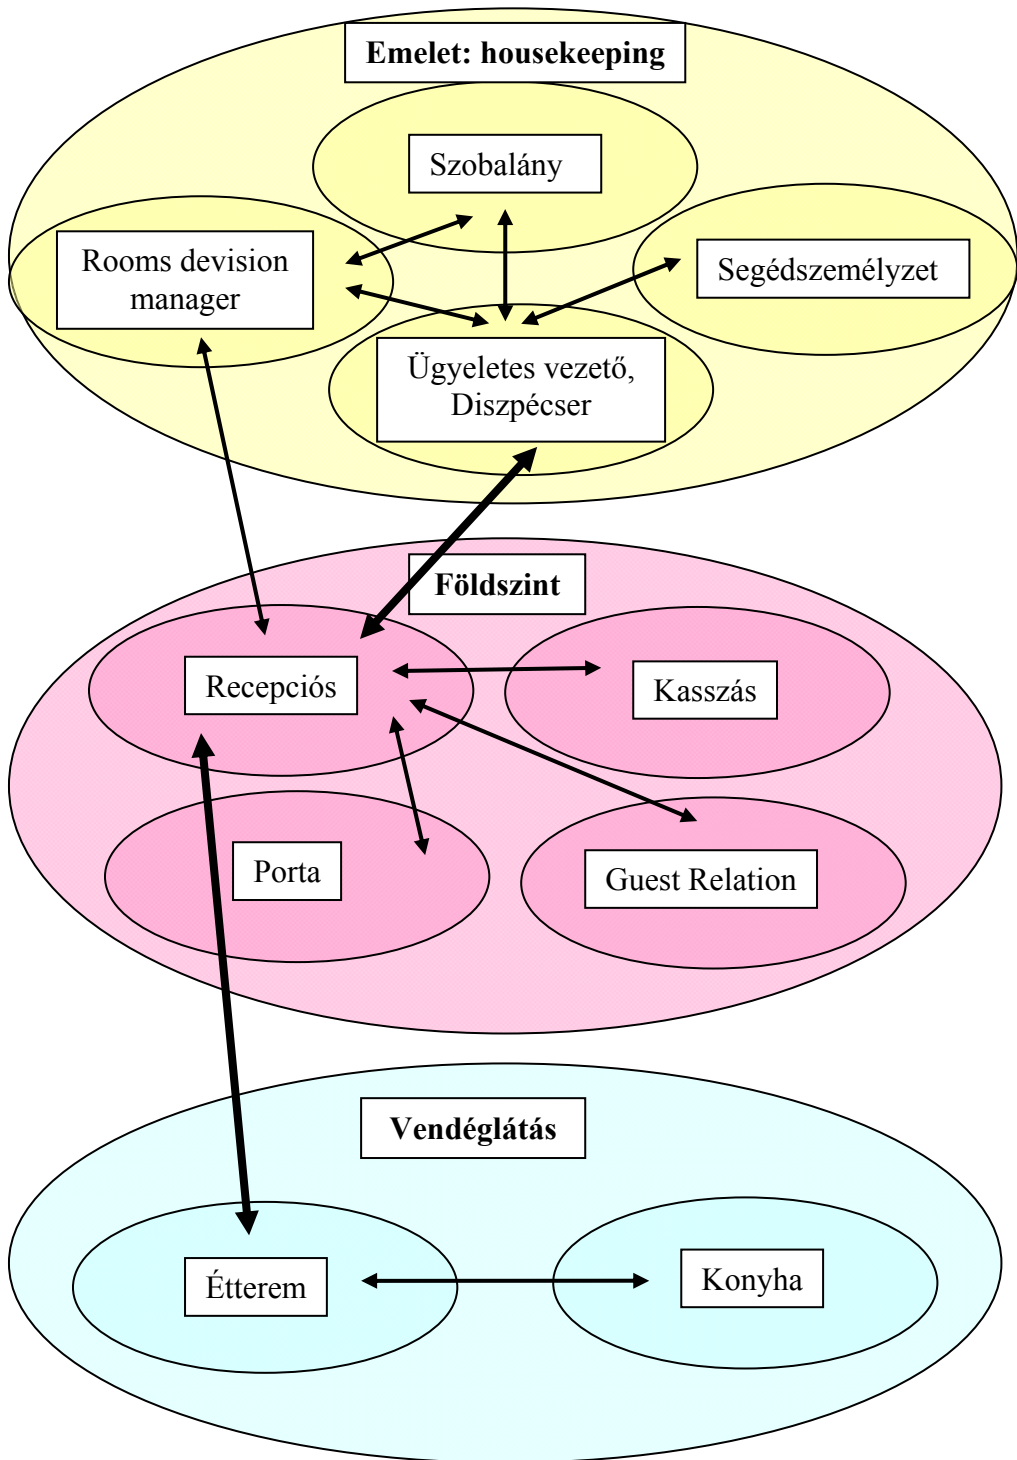 Emelet: housekeeping
Szobalány
Rooms devision
manager
Segédszemélyzet
Ügyeletes vezető,
Diszpécser
Földszint
Recepciós
Kasszás
Porta
Guest Relation
Vendéglátás
Étterem
Konyha